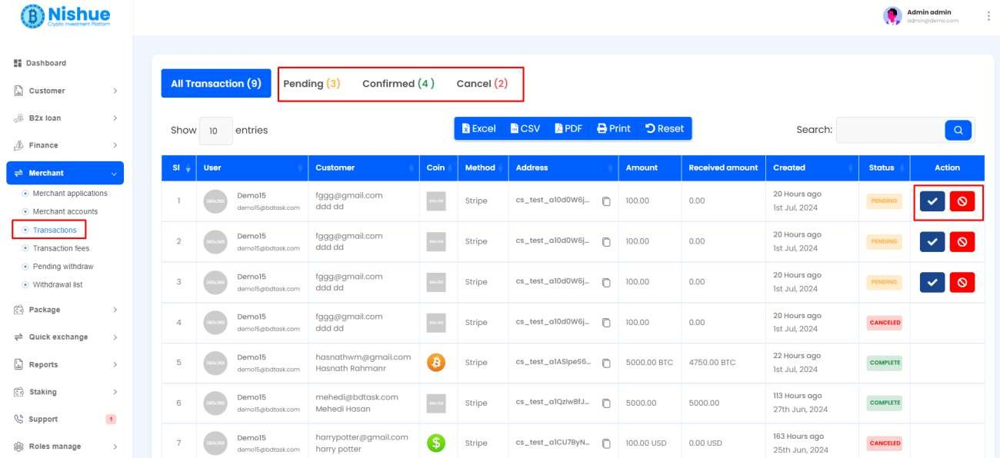 Nishue
Crypto Investment Platform
Admin admin
admin@demo.com
Dashboard
Customer
B2x loan
Finance
Merchant
Merchant applications
Merchant accounts
Transactions
Transaction fees
Pending withdraw
Withdrawal list
Package
Quick exchange
Reports
Staking
Support 1
Roles manage
All Transaction (9) Pending (3) Confirmed (4 ) Cancel (2)
Show 10 entries Excel CSV PDF Print Reset Search:
Sl User Customer Coin Method Address Amount Received amount Created Status Action
1 Demo15 fggg@gmail.com Stripe cs_test_a10d0W6j... 100.00 0.00 20 Hours ago PENDING
demo15@bdtask.com ddd dd 1st Jul, 2024
2 Demo15 fggg@gmail.com Stripe cs_test_a10d0W6j... 100.00 0.00 20 Hours ago PENDING
demo15@bdtask.com ddd dd 1st Jul, 2024
3 Demo15 fggg@gmail.com Stripe cs_test_a10d0W6j... 100.00 0.00 20 Hours ago PENDING
demo15@bdtask.com ddd dd 1st Jul, 2024
4 Demo15 fggg@gmail.com Stripe cs_test_a10d0W6j... 100.00 0.00 20 Hours ago CANCELED
demo15@bdtask.com ddd dd 1st Jul, 2024
5 Demo15 hasnathwm@gmail.com Stripe cs_test_a1ASlpeS6... 5000.00 BTC 4750.00 BTC 22 Hours ago COMPLETE
demo15@bdtask.com Hasnath Rahmanr 1st Jul, 2024
6 Demo15 mehedi@bdtask.com Stripe cs_test_a1QziwBfJ... 5000.00 5000.00 113 Hours ago COMPLETE
demo15@bdtask.com Mehedi Hasan 27th Jun, 2024
7 Demo15 harrypotter@gmail.com Stripe cs_test_a1CU7ByN... 100.00 USD 0.00 USD 163 Hours ago CANCELED
demo15@bdtask.com harry potter 25th Jun, 2024